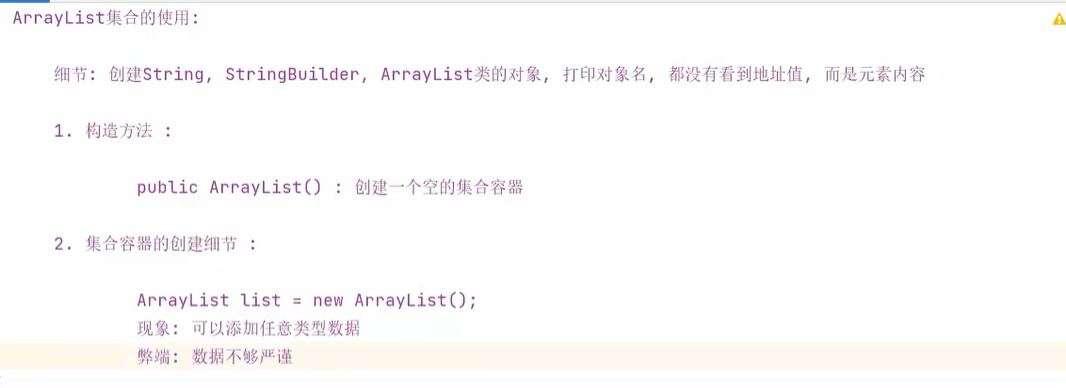 ArrayList集合的使用:
细节: 创建String, StringBuilder, ArrayList类的对象, 打印对象名, 都没有看到地址值, 而是元素内容
1. 构造方法 :
public ArrayList() : 创建一个空的集合容器
2. 集合容器的创建细节 :
ArrayList list = new ArrayList();
现象: 可以添加任意类型数据
弊端: 数据不够严谨